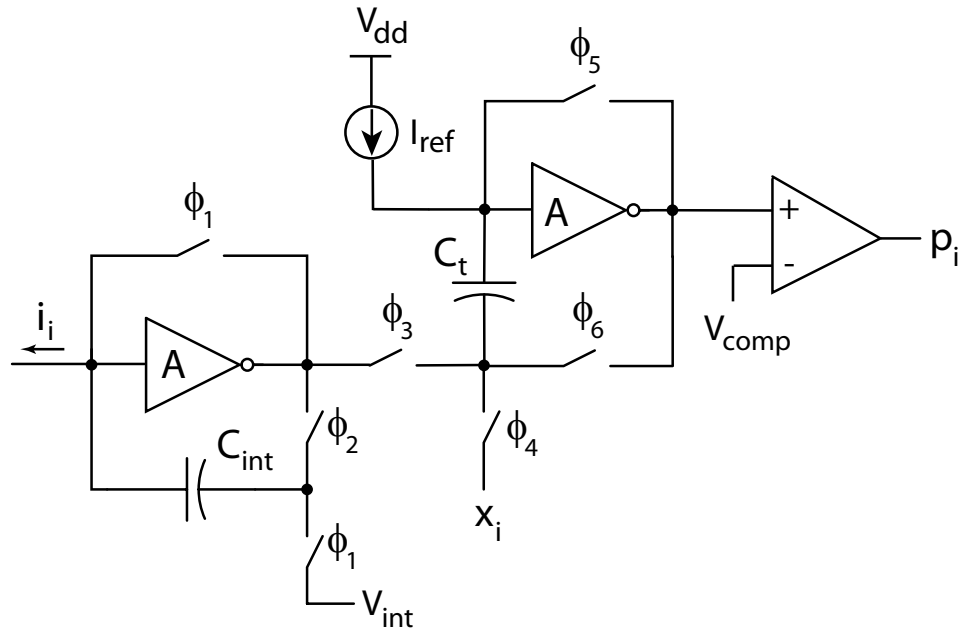 V_dd
ϕ_5
I_ref
A
+
ϕ_1
C_t
p_i
-
i_i
ϕ_3
ϕ_6
V_comp
A
ϕ_2
ϕ_4
C_int
x_i
ϕ_1
V_int